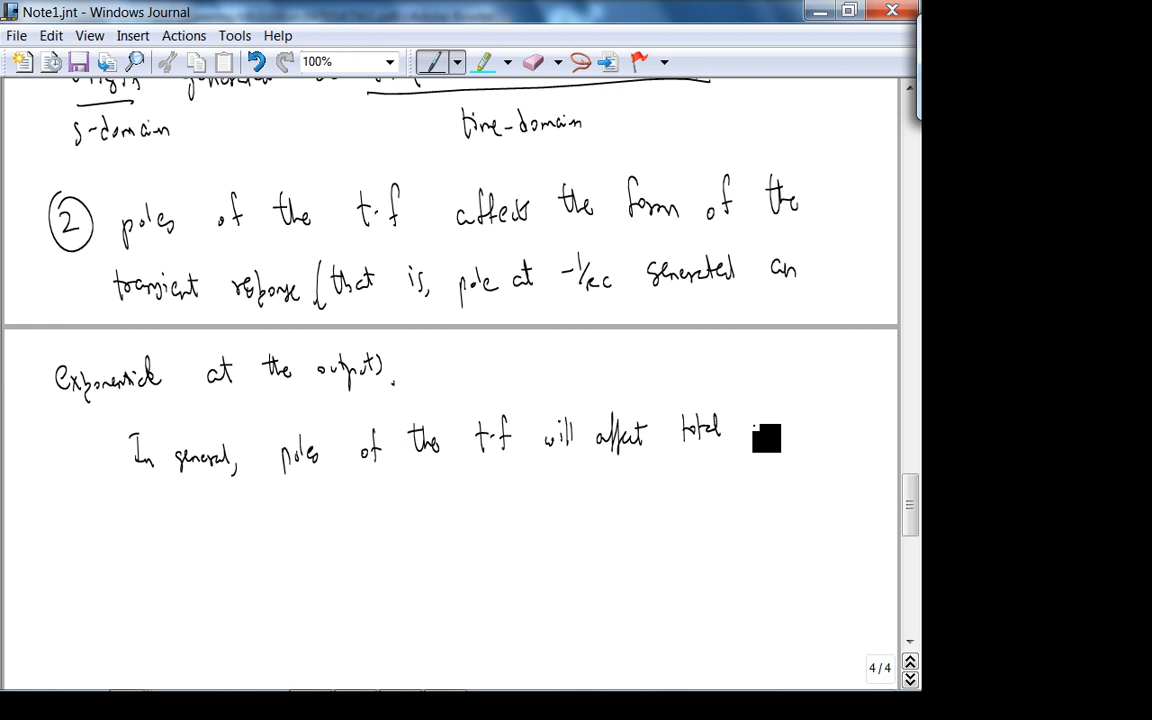 Note1.jnt - Windows Journal
File Edit View Insert Actions Tools Help
100%
s-domain time-domain
2 poles of the t.f affects the form of the
transient response (that is, pole at -1/RC generated an
exponential at the output).
In general, poles of the t.f will affect total
4 / 4